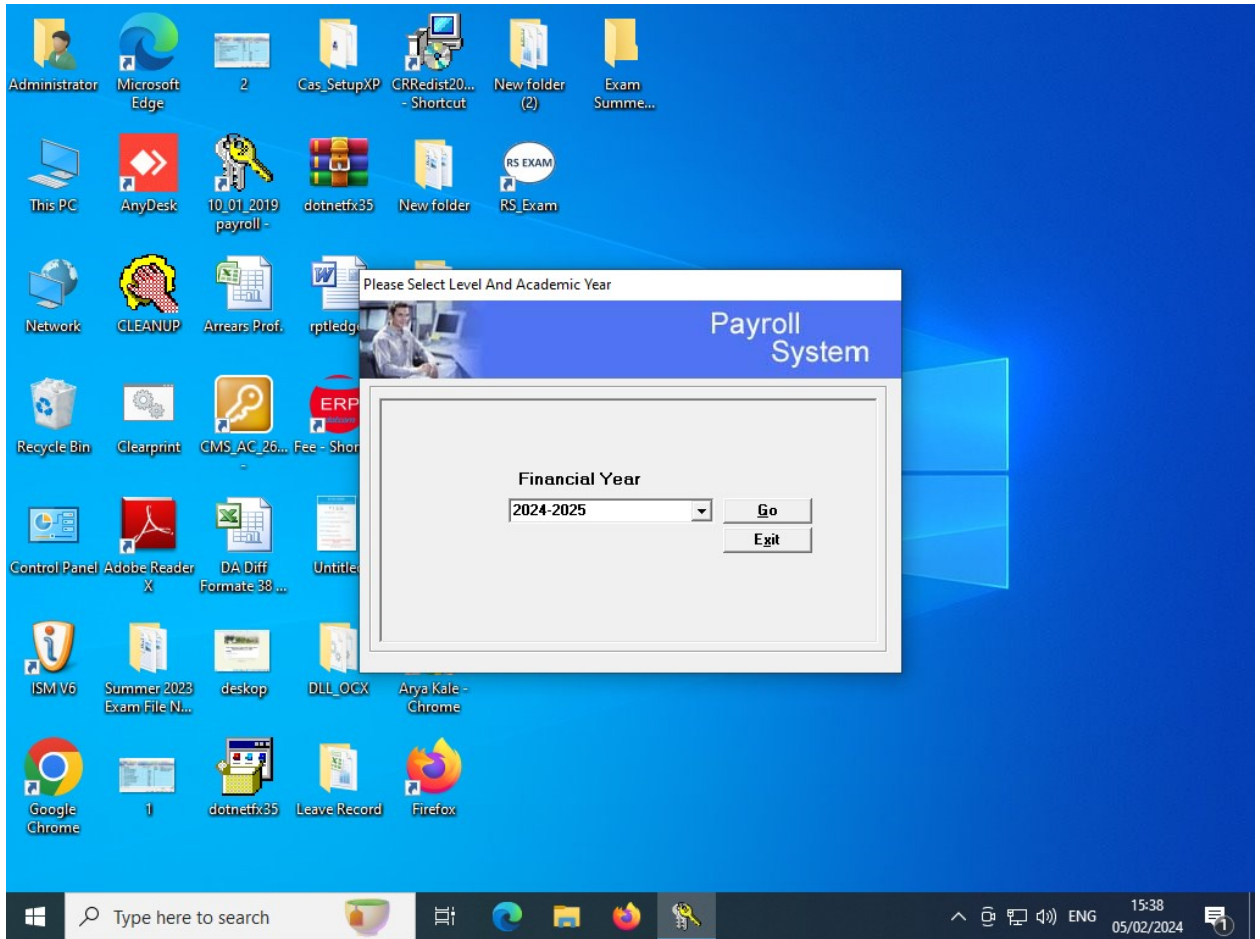 Administrator
Microsoft
Edge
2
Cas_SetupXP
CRRedist20...
- Shortcut
New folder
(2)
Exam
Summe...
This PC
AnyDesk
10_01_2019
payroll -
dotnetfx35
New folder
RS EXAM
RS_Exam
Network
CLEANUP
Arrears Prof.
rptledg
Please Select Level And Academic Year
Payroll
System
Recycle Bin
Clearprint
CMS_AC_26...
-
ERP
Fee - Shor
Financial Year
2024-2025
Go
Exit
Control Panel
Adobe Reader
X
DA Diff
Formate 38 ...
Untitle
ISM V6
Summer 2023
Exam File N...
deskop
DLL_OCX
Arya Kale -
Chrome
Google
Chrome
1
dotnetfx35
Leave Record
Firefox
Type here to search
ENG
15:38
05/02/2024
1